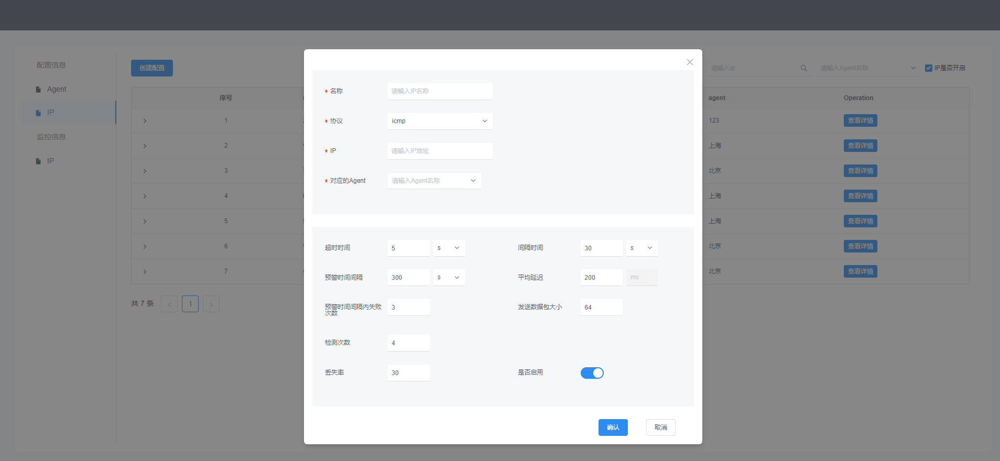 配置信息
Agent
IP
监控信息
IP
创建配置
请输入ip
请输入Agent名称
IP是否开启
序号
agent
Operation
1
123
查看详情
2
上海
查看详情
3
北京
查看详情
4
上海
查看详情
5
上海
查看详情
6
北京
查看详情
7
北京
查看详情
共 7 条
1
* 名称
请输入IP名称
* 协议
icmp
* IP
请输入IP地址
* 对应的Agent
请输入Agent名称
超时时间
5
s
间隔时间
30
s
预警时间间隔
300
s
平均延迟
200
ms
预警时间间隔内失败
次数
3
发送数据包大小
64
检测次数
4
丢失率
30
是否启用
确认
取消